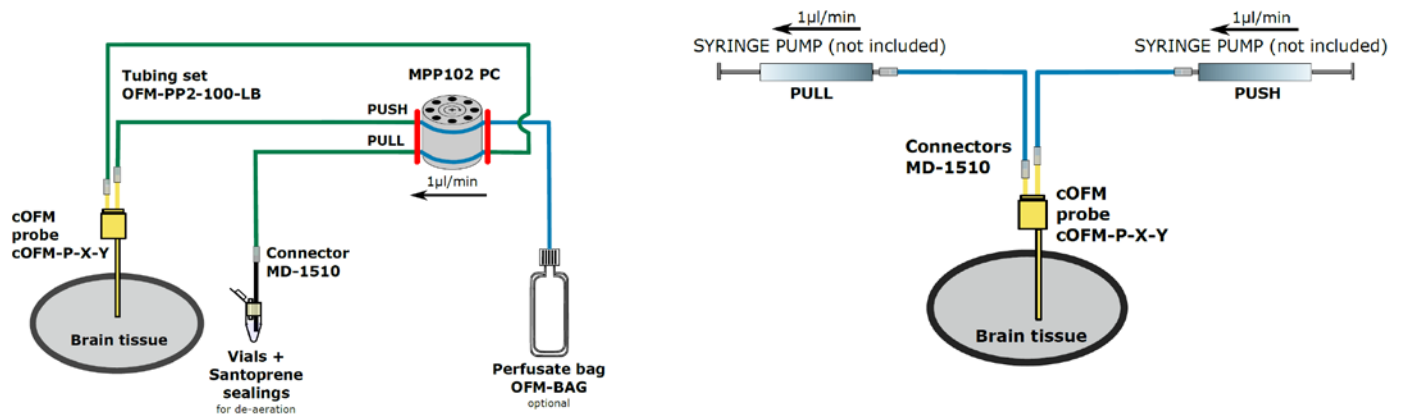 Tubing set
OFM-PP2-100-LB
MPP102 PC
PUSH
PULL
1µl/min
cOFM
probe
cOFM-P-X-Y
Connector
MD-1510
Brain tissue
Vials +
Santoprene
sealings
for de-aeration
Perfusate bag
OFM-BAG
optional
1µl/min
SYRINGE PUMP (not included)
PULL
1µl/min
SYRINGE PUMP (not included)
PUSH
Connectors
MD-1510
cOFM
probe
cOFM-P-X-Y
Brain tissue